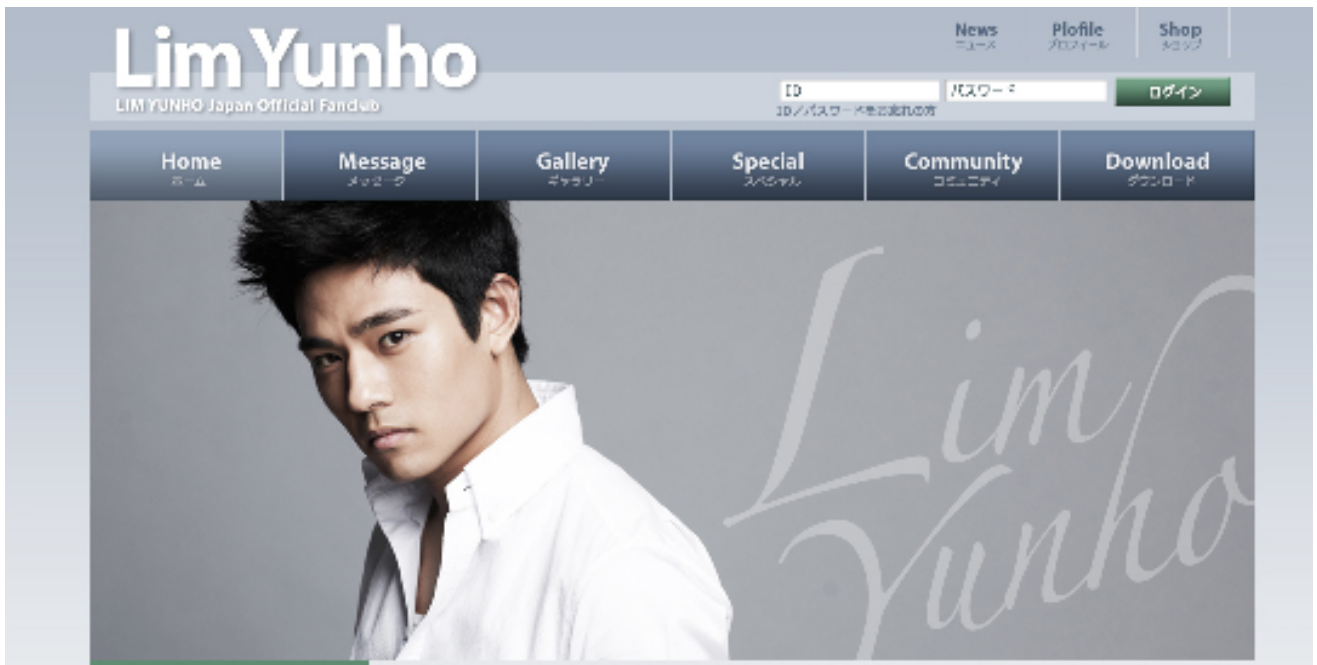 Lim Yunho
LIM YUNHO Japan Official Fanclub
News
ニュース
Plofile
プロフィール
Shop
ショップ
ID
パスワード
ログイン
ID／パスワードをお忘れの方
Home
ホーム
Message
メッセージ
Gallery
ギャラリー
Special
スペシャル
Community
コミュニティ
Download
ダウンロード
Lim
Yunho